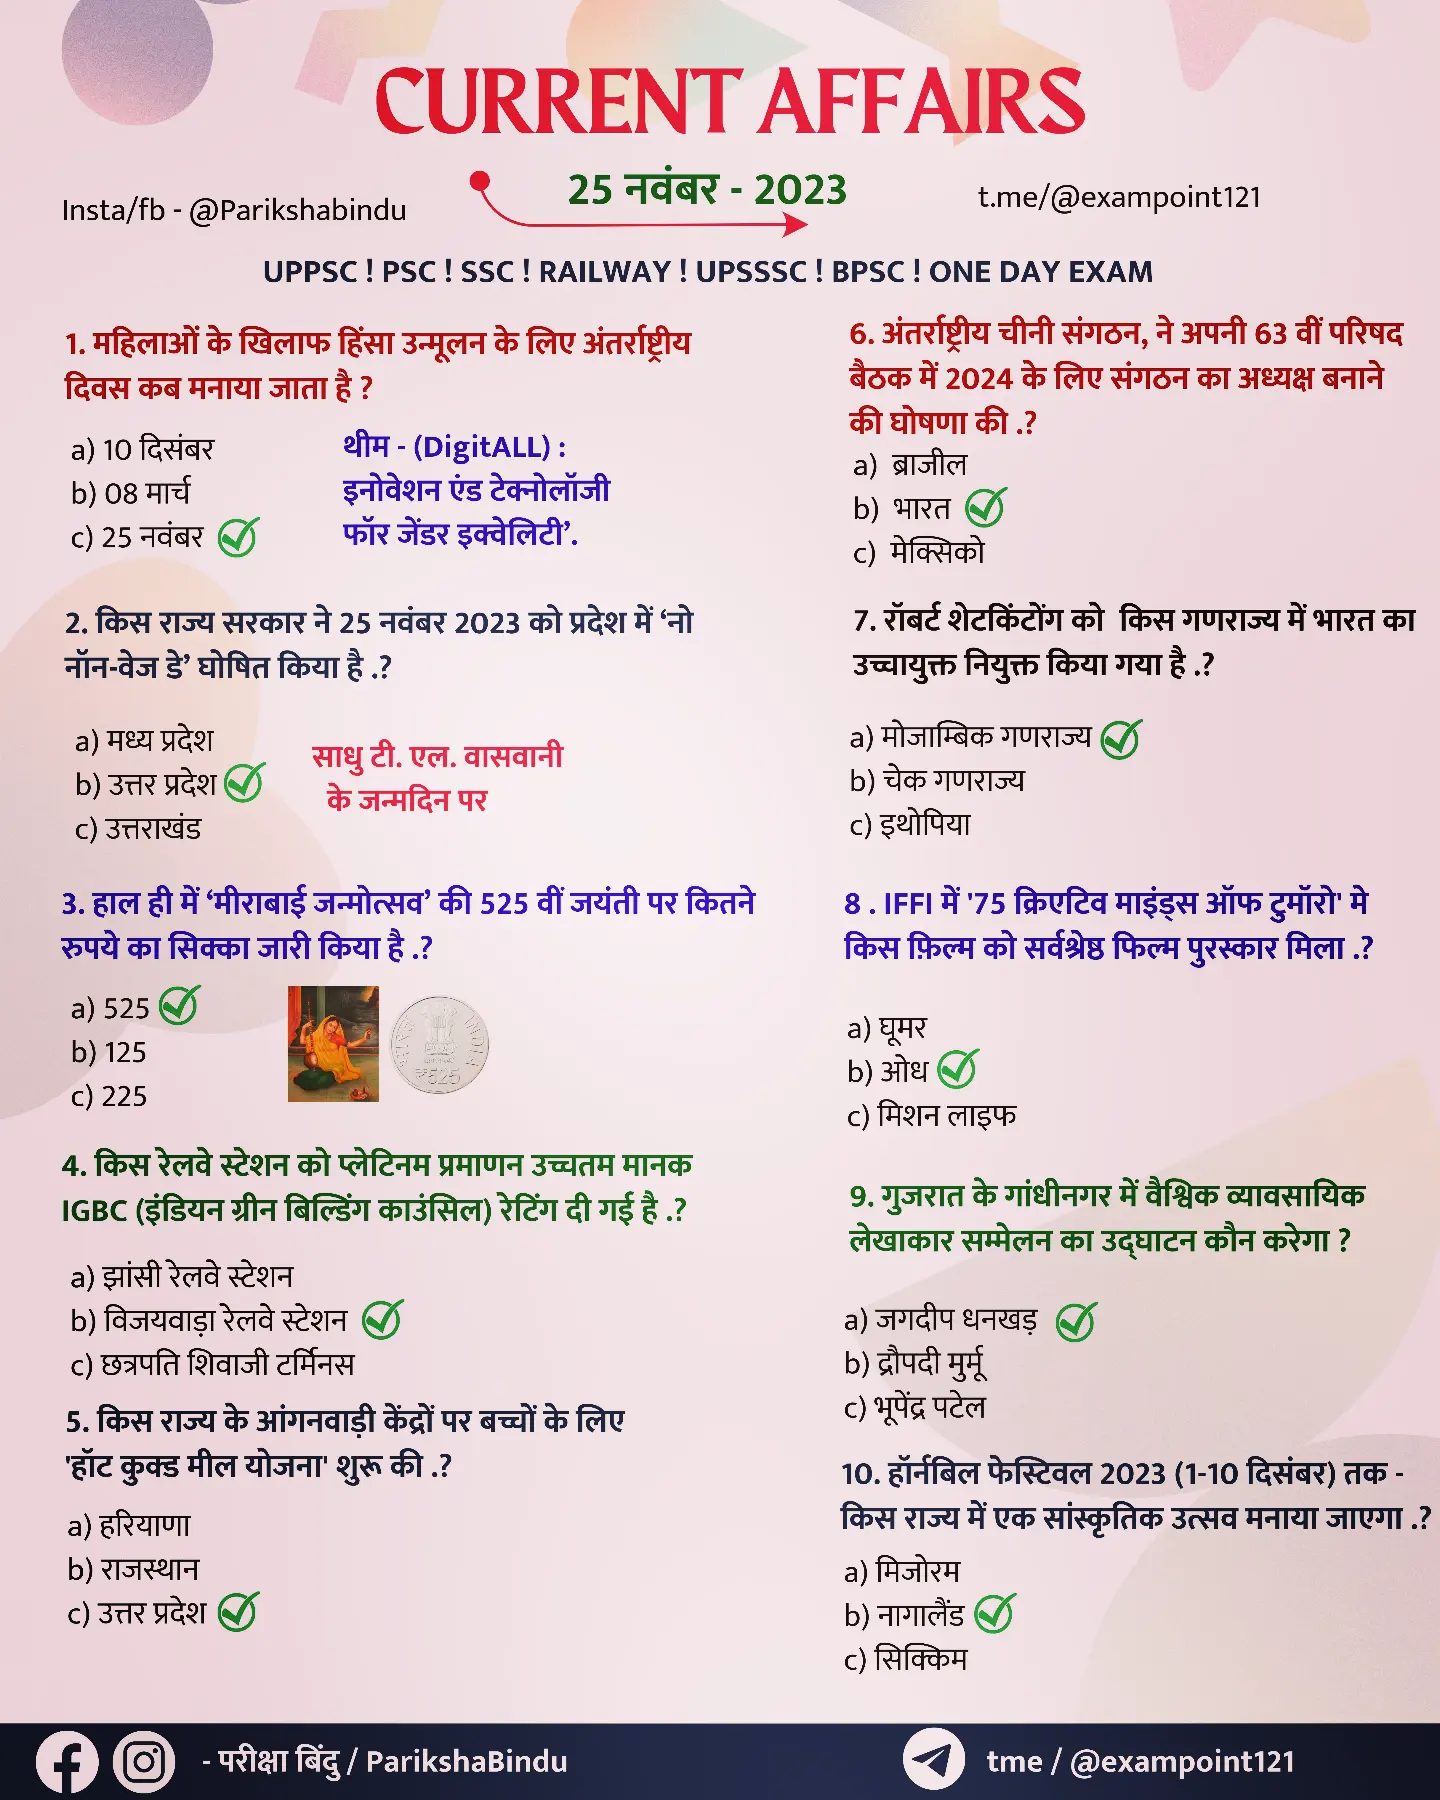 CURRENT AFFAIRS
25 नवंबर - 2023
Insta/fb - @Parikshabindu
t.me/@exampoint121
UPPSC ! PSC ! SSC ! RAILWAY ! UPSSSC ! BPSC ! ONE DAY EXAM
1. महिलाओं के खिलाफ हिंसा उन्मूलन के लिए अंतर्राष्ट्रीय
दिवस कब मनाया जाता है ?
a) 10 दिसंबर
b) 08 मार्च
c) 25 नवंबर
थीम - (DigitALL) :
इनोवेशन एंड टेक्नोलॉजी
फॉर जेंडर इक्वेलिटी’.
2. किस राज्य सरकार ने 25 नवंबर 2023 को प्रदेश में ‘नो
नॉन-वेज डे’ घोषित किया है .?
a) मध्य प्रदेश
b) उत्तर प्रदेश
c) उत्तराखंड
साधु टी. एल. वासवानी
के जन्मदिन पर
3. हाल ही में ‘मीराबाई जन्मोत्सव’ की 525 वीं जयंती पर कितने
रुपये का सिक्का जारी किया है .?
a) 525
b) 125
c) 225
INDIA
₹525
4. किस रेलवे स्टेशन को प्लेटिनम प्रमाणन उच्चतम मानक
IGBC (इंडियन ग्रीन बिल्डिंग काउंसिल) रेटिंग दी गई है .?
a) झांसी रेलवे स्टेशन
b) विजयवाड़ा रेलवे स्टेशन
c) छत्रपति शिवाजी टर्मिनस
5. किस राज्य के आंगनवाड़ी केंद्रों पर बच्चों के लिए
'हॉट कुक्ड मील योजना' शुरू की .?
a) हरियाणा
b) राजस्थान
c) उत्तर प्रदेश
6. अंतर्राष्ट्रीय चीनी संगठन, ने अपनी 63 वीं परिषद
बैठक में 2024 के लिए संगठन का अध्यक्ष बनाने
की घोषणा की .?
a) ब्राजील
b) भारत
c) मेक्सिको
7. रॉबर्ट शेटकिंटोंग को किस गणराज्य में भारत का
उच्चायुक्त नियुक्त किया गया है .?
a) मोजाम्बिक गणराज्य
b) चेक गणराज्य
c) इथोपिया
8 . IFFI में '75 क्रिएटिव माइंड्स ऑफ टुमॉरो' मे
किस फ़िल्म को सर्वश्रेष्ठ फिल्म पुरस्कार मिला .?
a) घूमर
b) ओध
c) मिशन लाइफ
9. गुजरात के गांधीनगर में वैश्विक व्यावसायिक
लेखाकार सम्मेलन का उद्घाटन कौन करेगा ?
a) जगदीप धनखड़
b) द्रौपदी मुर्मू
c) भूपेंद्र पटेल
10. हॉर्नबिल फेस्टिवल 2023 (1-10 दिसंबर) तक -
किस राज्य में एक सांस्कृतिक उत्सव मनाया जाएगा .?
a) मिजोरम
b) नागालैंड
c) सिक्किम
- परीक्षा बिंदु / ParikshaBindu
tme / @exampoint121